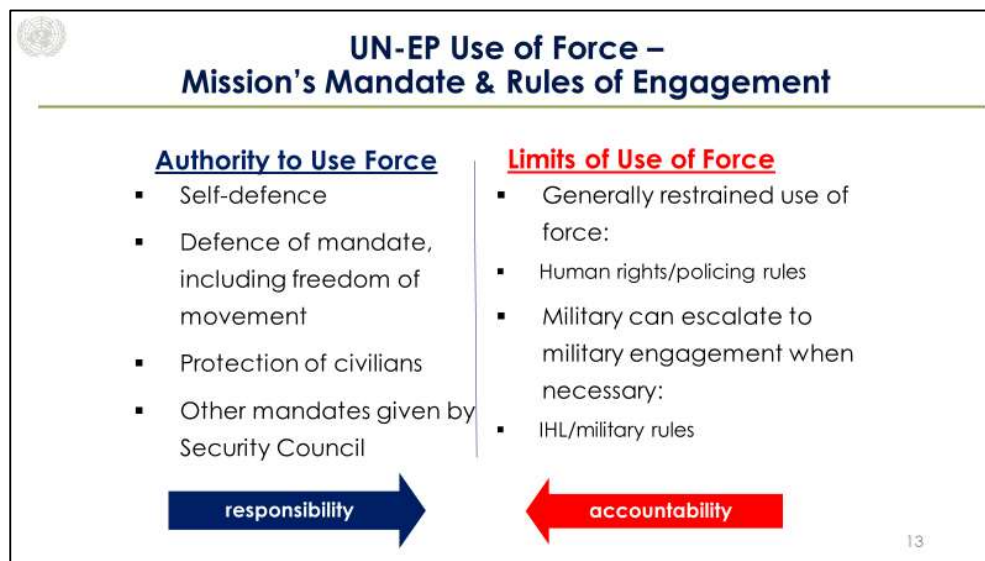 UN-EP Use of Force –
Mission's Mandate & Rules of Engagement
Authority to Use Force
▪ Self-defence
▪ Defence of mandate,
including freedom of
movement
▪ Protection of civilians
▪ Other mandates given by
Security Council
responsibility
Limits of Use of Force
▪ Generally restrained use of
force:
▪ Human rights/policing rules
▪ Military can escalate to
military engagement when
necessary:
▪ IHL/military rules
accountability
13